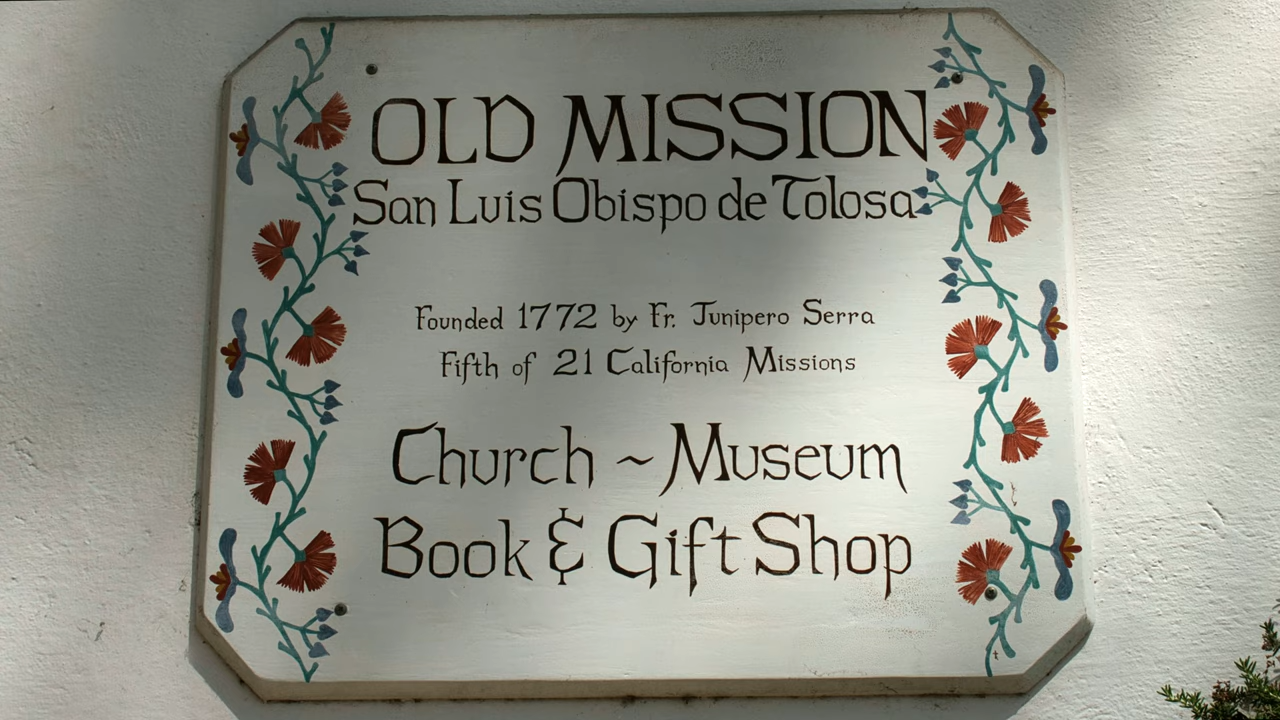 OLD MISSION
San Luis Obispo de Tolosa
Founded 1772 by Fr. Junipero Serra
Fifth of 21 California Missions
Church ~ Museum
Book & Gift Shop